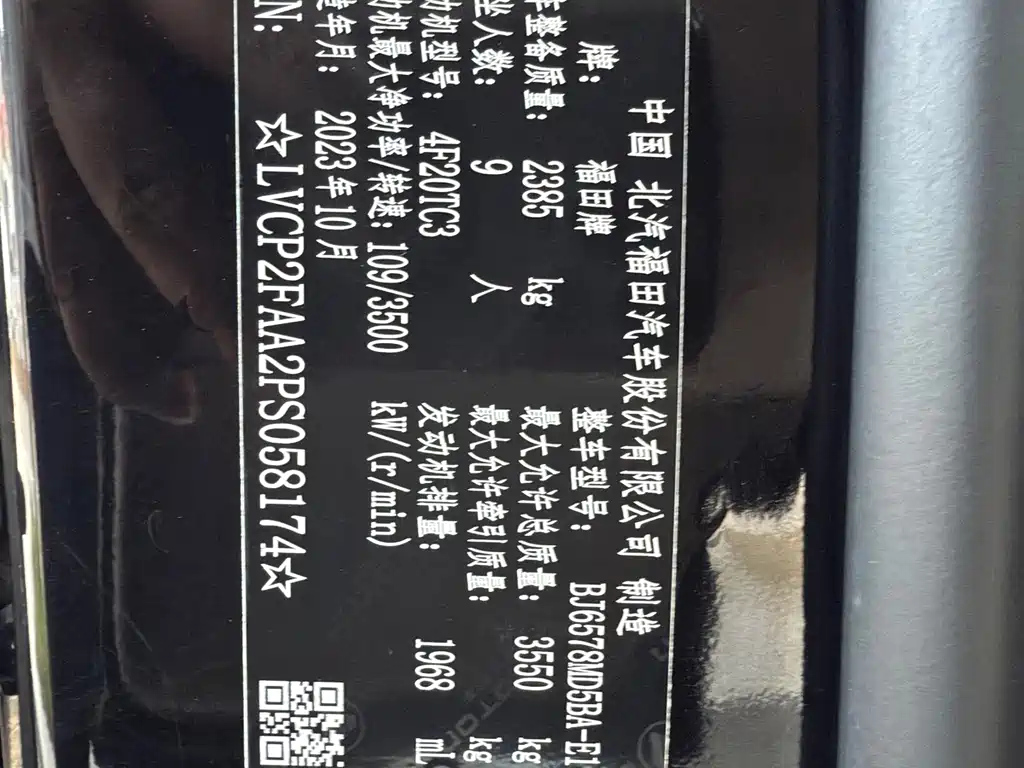 中国 北汽福田汽车股份有限公司 制造
牌: 福田牌 整车型号: BJ6578MD5BA-E1
车整备质量: 2385 kg 最大允许总质量: 3550 kg
坐人数: 9 人 最大允许牵引质量: kg
动机型号: 4F20TC3 发动机排量: 1968 mL
动机最大净功率/转速: 109/3500 kW/(r/min)
年月: 2023年10月
IN: ☆LVCP2FAA2PS058174☆